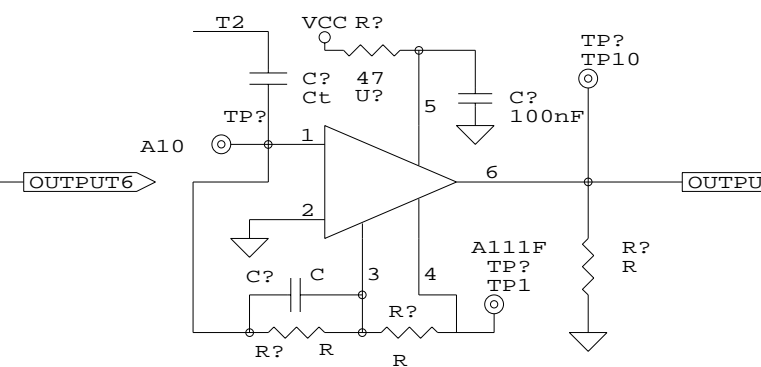 T2
VCC R?
TP?
TP10
C?
Ct
47
U?
C?
100nF
5
TP?
A10
1
OUTPUT6
6
OUTPU
2
A111F
TP?
TP1
R?
R
C?
C
3
4
R?
R?
R
R